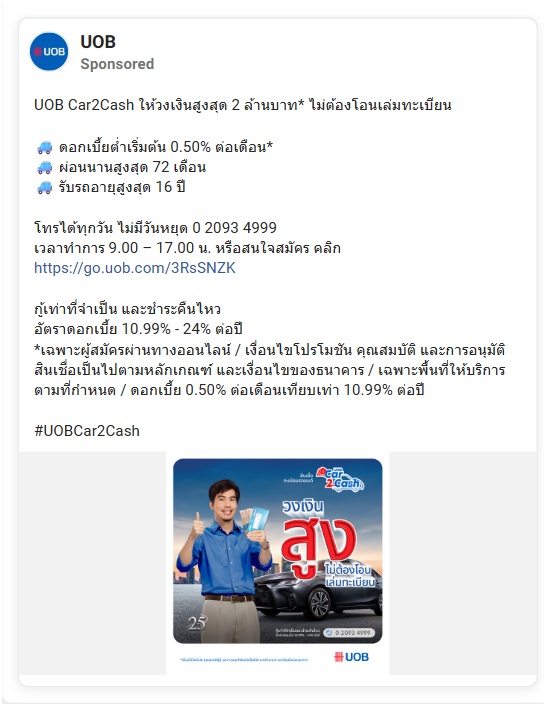 UOB
UOB
Sponsored
UOB Car2Cash ให้วงเงินสูงสุด 2 ล้านบาท* ไม่ต้องโอนเล่มทะเบียน
🚙 ดอกเบี้ยต่ำเริ่มต้น 0.50% ต่อเดือน*
🚙 ผ่อนนานสูงสุด 72 เดือน
🚙 รับรถอายุสูงสุด 16 ปี
โทรได้ทุกวัน ไม่มีวันหยุด 0 2093 4999
เวลาทำการ 9.00 – 17.00 น. หรือสนใจสมัคร คลิก
https://go.uob.com/3RsSNZK
กู้เท่าที่จำเป็น และชำระคืนไหว
อัตราดอกเบี้ย 10.99% - 24% ต่อปี
*เฉพาะผู้สมัครผ่านทางออนไลน์ / เงื่อนไขโปรโมชัน คุณสมบัติ และการอนุมัติ
สินเชื่อเป็นไปตามหลักเกณฑ์ และเงื่อนไขของธนาคาร / เฉพาะพื้นที่ให้บริการ
ตามที่กำหนด / ดอกเบี้ย 0.50% ต่อเดือนเทียบเท่า 10.99% ต่อปี
#UOBCar2Cash
สินเชื่อ
Car
2Cash
วงเงิน
สูง
ไม่ต้องโอน
เล่มทะเบียน
25
0 2093 4999
UOB